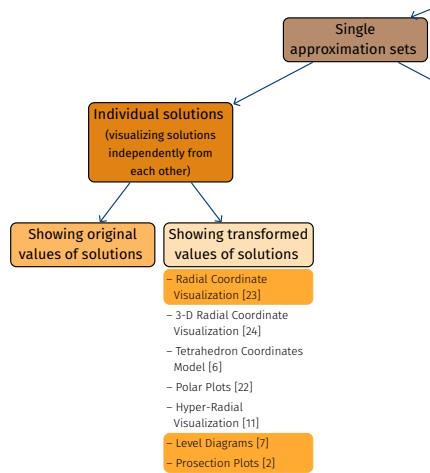 Single
approximation sets
Individual solutions
(visualizing solutions
independently from
each other)
Showing original
values of solutions
Showing transformed
values of solutions
– Radial Coordinate
Visualization [23]
– 3-D Radial Coordinate
Visualization [24]
– Tetrahedron Coordinates
Model [6]
– Polar Plots [22]
– Hyper-Radial
Visualization [11]
– Level Diagrams [7]
– Prosection Plots [2]